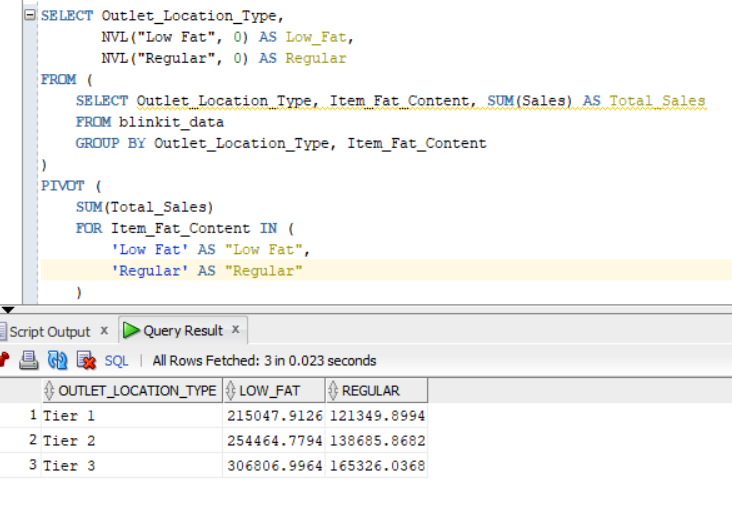 SELECT Outlet_Location_Type,
NVL("Low Fat", 0) AS Low_Fat,
NVL("Regular", 0) AS Regular
FROM (
SELECT Outlet_Location_Type, Item_Fat_Content, SUM(Sales) AS Total_Sales
FROM blinkit_data
GROUP BY Outlet_Location_Type, Item_Fat_Content
)
PIVOT (
SUM(Total_Sales)
FOR Item_Fat_Content IN (
'Low Fat' AS "Low Fat",
'Regular' AS "Regular"
)
Script Output x Query Result x
SQL | All Rows Fetched: 3 in 0.023 seconds
OUTLET_LOCATION_TYPE LOW_FAT REGULAR
1 Tier 1 215047.9126 121349.8994
2 Tier 2 254464.7794 138685.8682
3 Tier 3 306806.9964 165326.0368